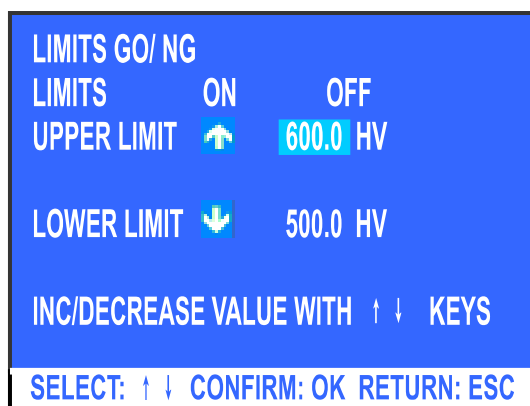 LIMITS GO/ NG
LIMITS ON OFF
UPPER LIMIT ↑ 600.0 HV
LOWER LIMIT ↓ 500.0 HV
INC/DECREASE VALUE WITH ↑ ↓ KEYS
SELECT: ↑ ↓ CONFIRM: OK RETURN: ESC